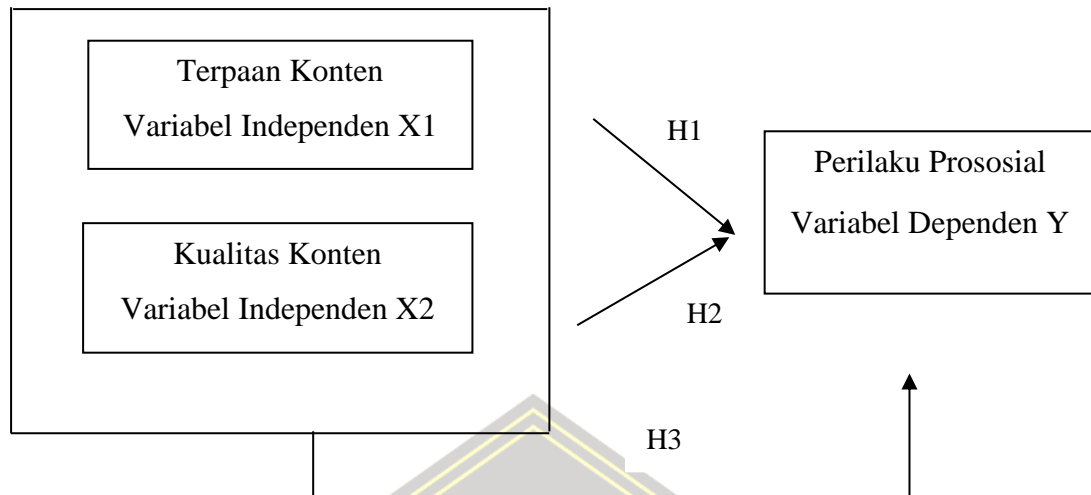 Terpaan Konten
Variabel Independen X1
Kualitas Konten
Variabel Independen X2
H1
H2
H3
Perilaku Prososial
Variabel Dependen Y